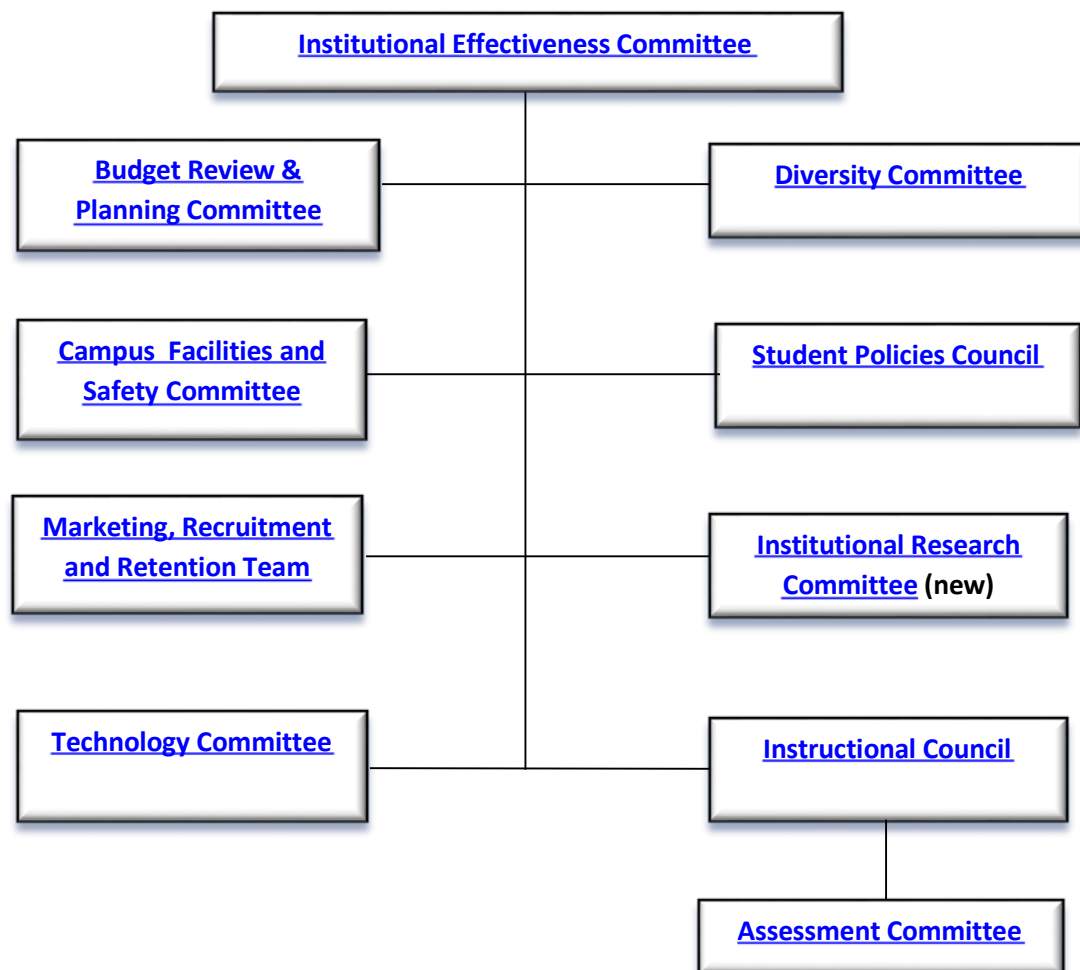 Institutional Effectiveness Committee
Budget Review &
Planning Committee
Diversity Committee
Campus  Facilities and
Safety Committee
Student Policies Council
Marketing, Recruitment
and Retention Team
Institutional Research
Committee (new)
Technology Committee
Instructional Council
Assessment Committee